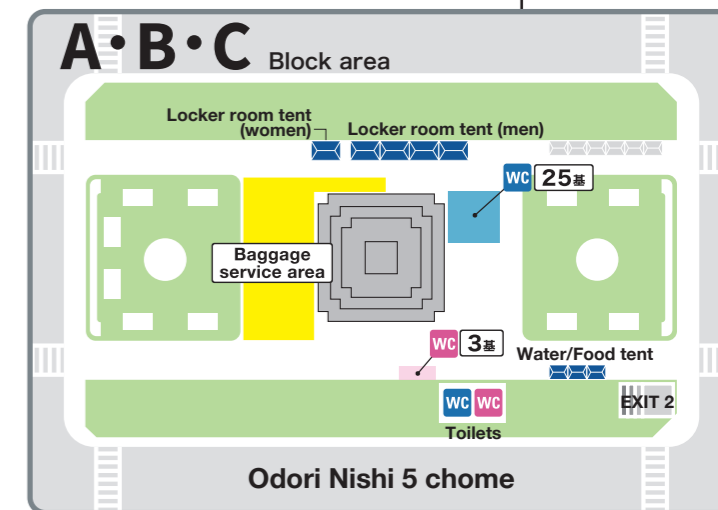 A・B・C Block area
Locker room tent
(women)
Locker room tent (men)
WC 25基
Baggage
service area
WC 3基
Water/Food tent
WC WC
EXIT 2
Toilets
Odori Nishi 5 chome